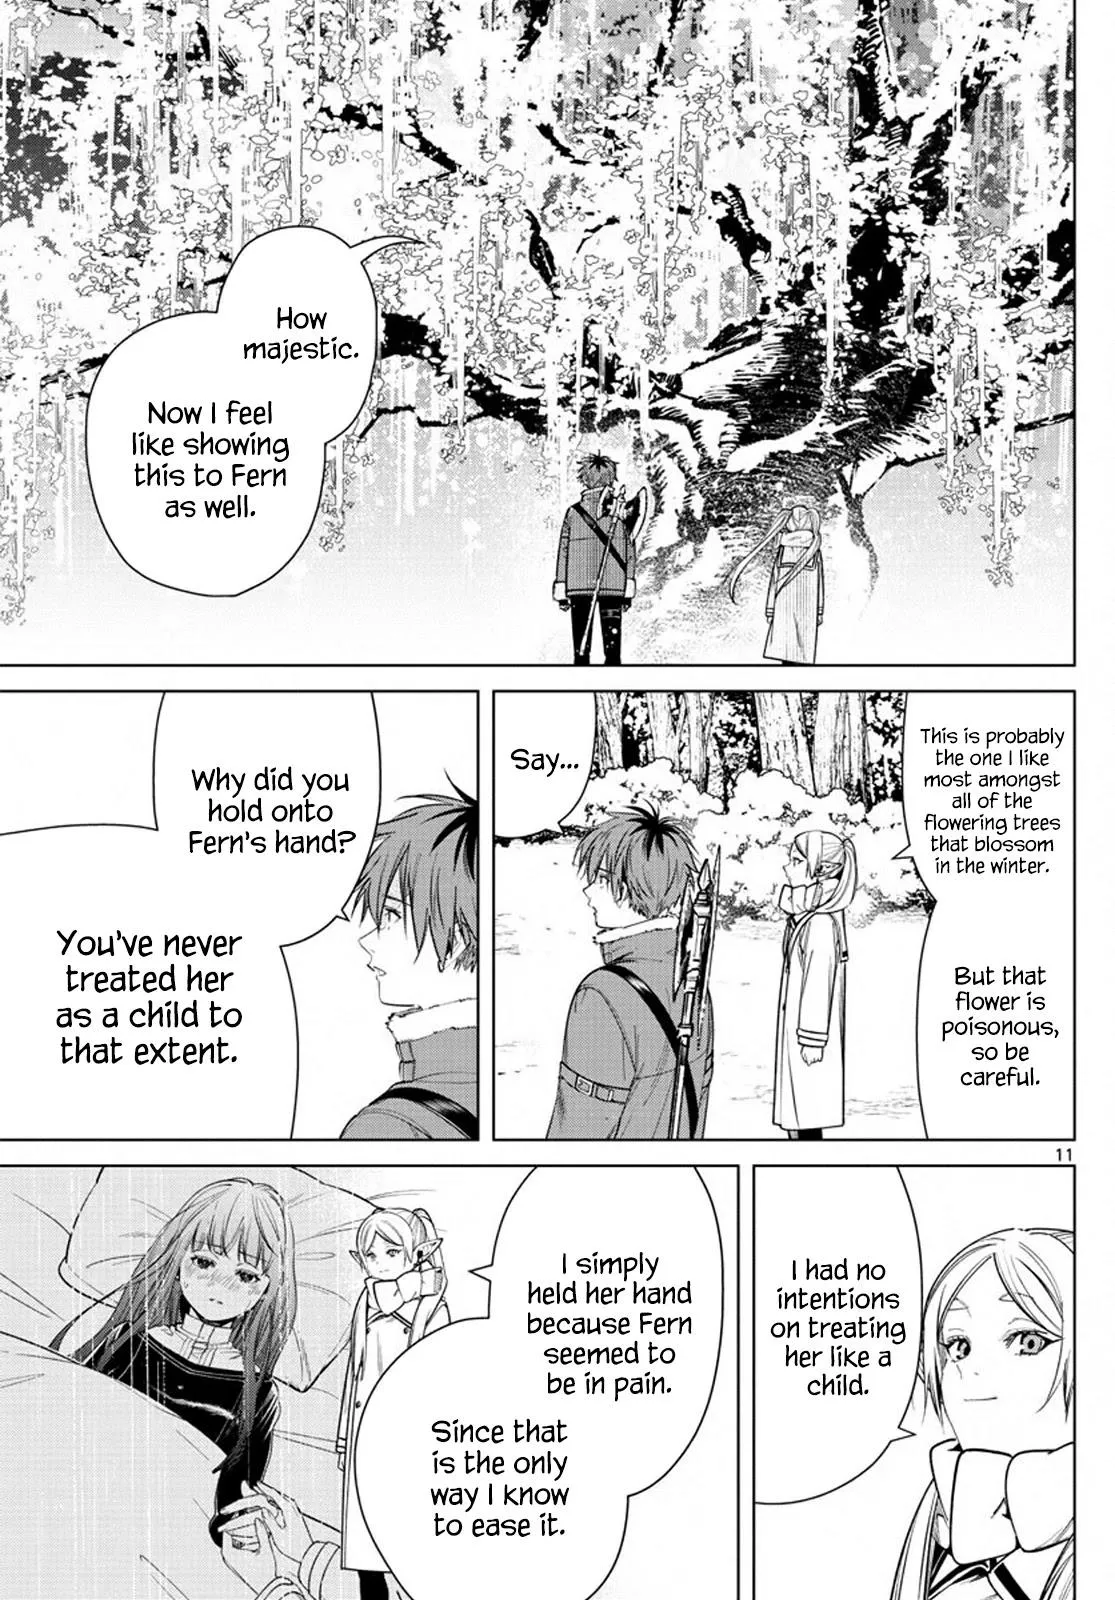 How
majestic.
Now I feel
like showing
this to Fern
as well.
This is probably
the one I like
most amongst
all of the
flowering trees
that blossom
in the winter.
But that
flower is
poisonous,
so be
careful.
Say...
Why did you
hold onto
Fern's hand?
You've never
treated her
as a child to
that extent.
11
I had no
intentions
on treating
her like a
child.
I simply
held her hand
because Fern
seemed to
be in pain.
Since that
is the only
way I know
to ease it.